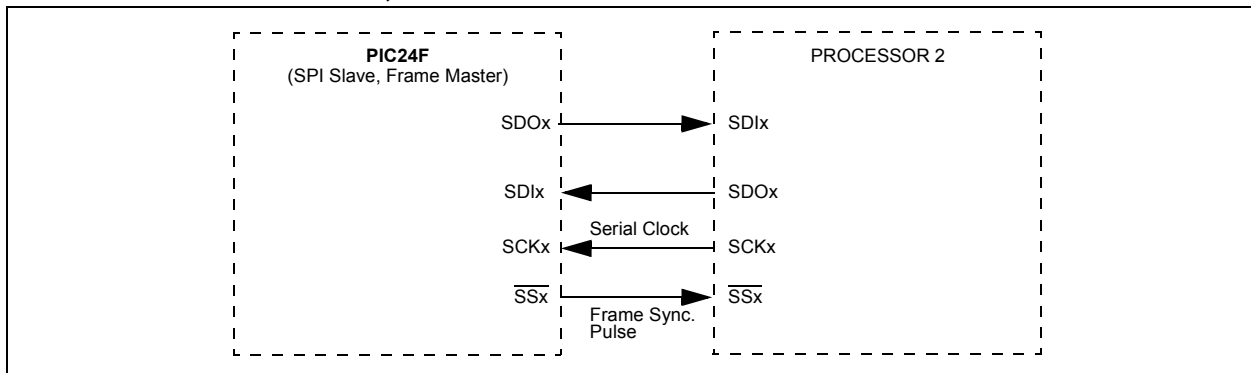 PIC24F
(SPI Slave, Frame Master)
PROCESSOR 2
SDOx
SDIx
SDIx
SDOx
Serial Clock
SCKx
SCKx
SSx
SSx
Frame Sync.
Pulse